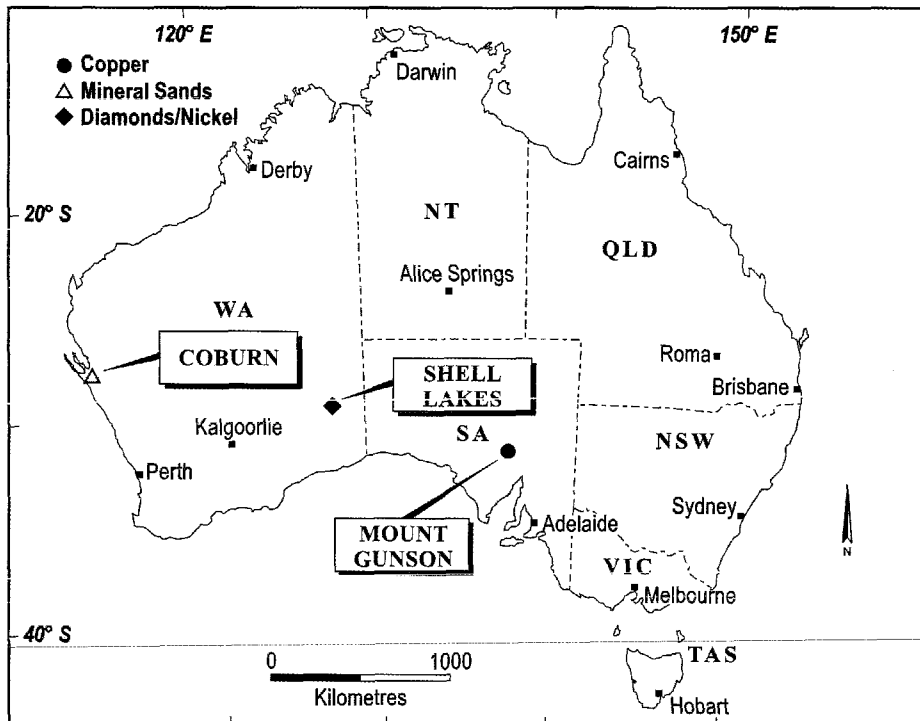 120° E
150° E
Copper
Mineral Sands
Diamonds/Nickel
Darwin
Derby
Cairns
20° S
NT
QLD
Alice Springs
WA
COBURN
Roma
SHELL
LAKES
Brisbane
Kalgoorlie
SA
NSW
Perth
Sydney
MOUNT
GUNSON
Adelaide
N
VIC
Melbourne
40° S
TAS
0 1000
Kilometres
Hobart